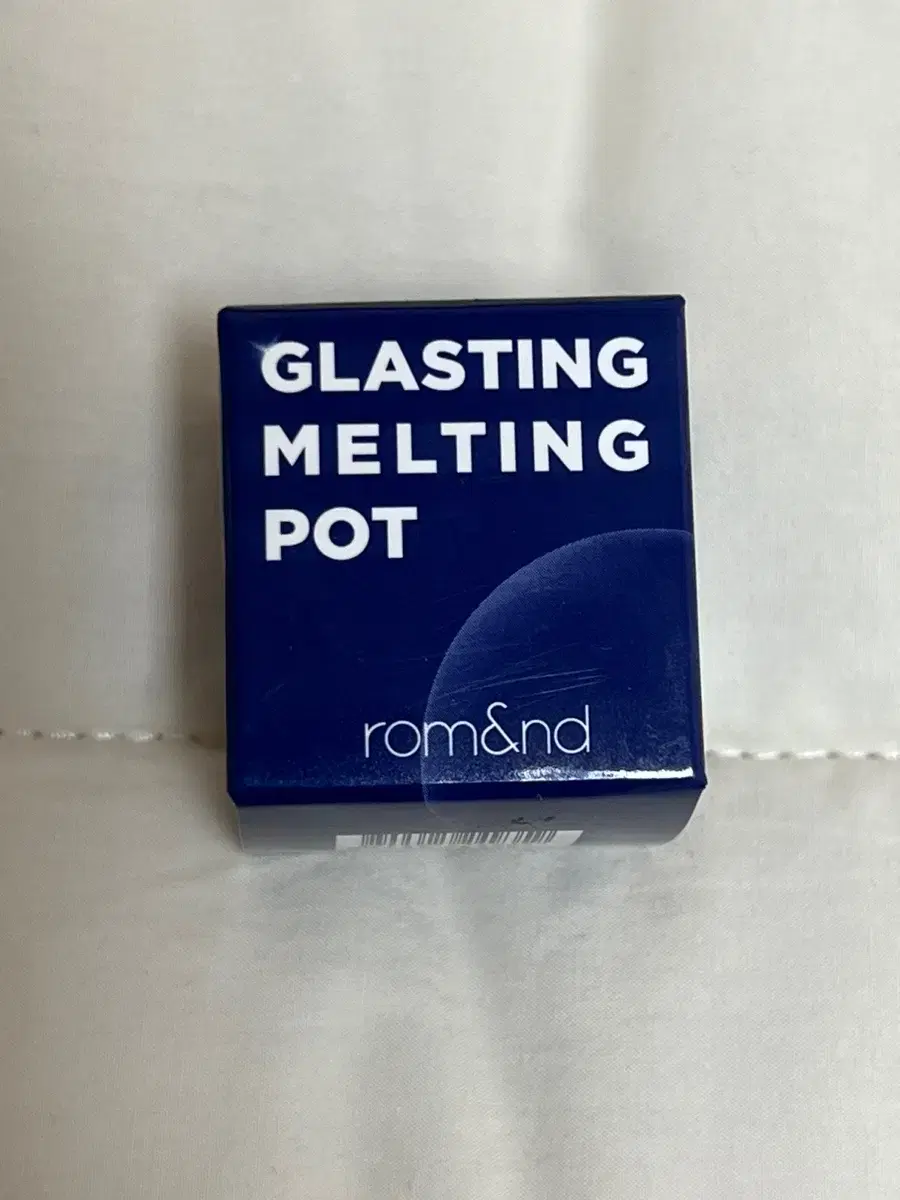 GLASTING
MELTING
POT
rom&nd